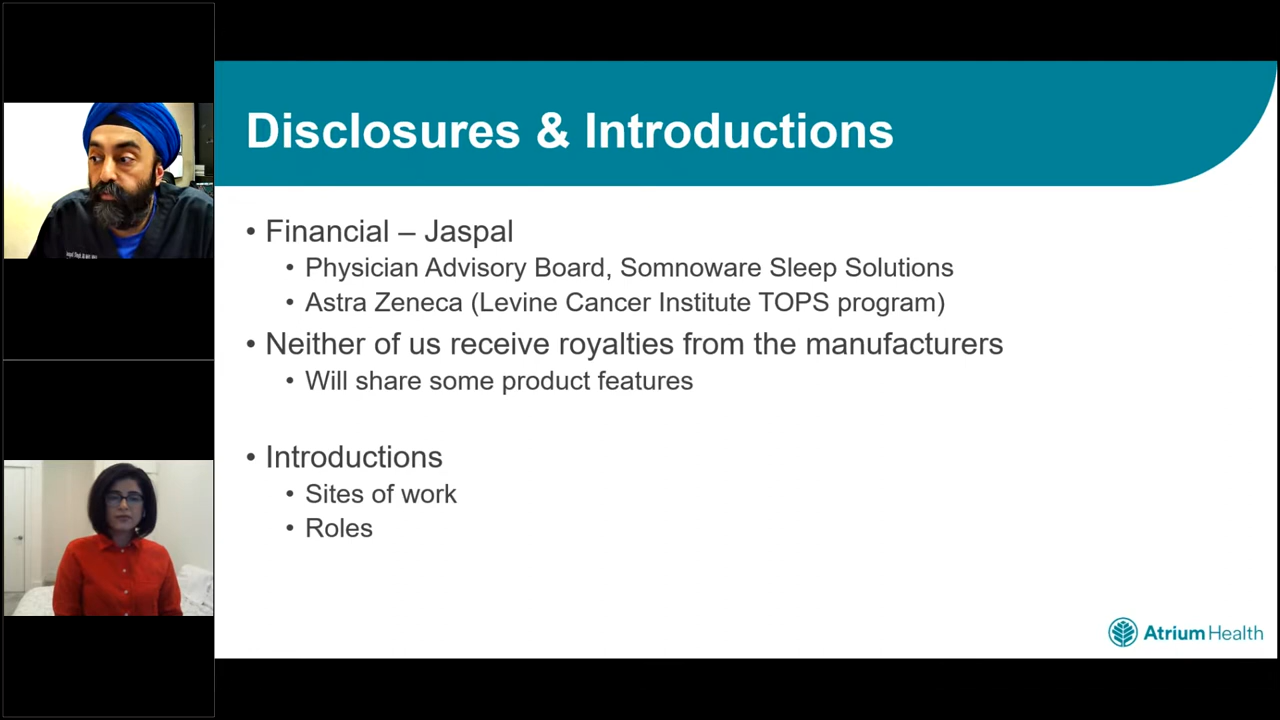 Disclosures & Introductions
• Financial – Jaspal
• Physician Advisory Board, Somnoware Sleep Solutions
• Astra Zeneca (Levine Cancer Institute TOPS program)
• Neither of us receive royalties from the manufacturers
• Will share some product features
• Introductions
• Sites of work
• Roles
Atrium Health